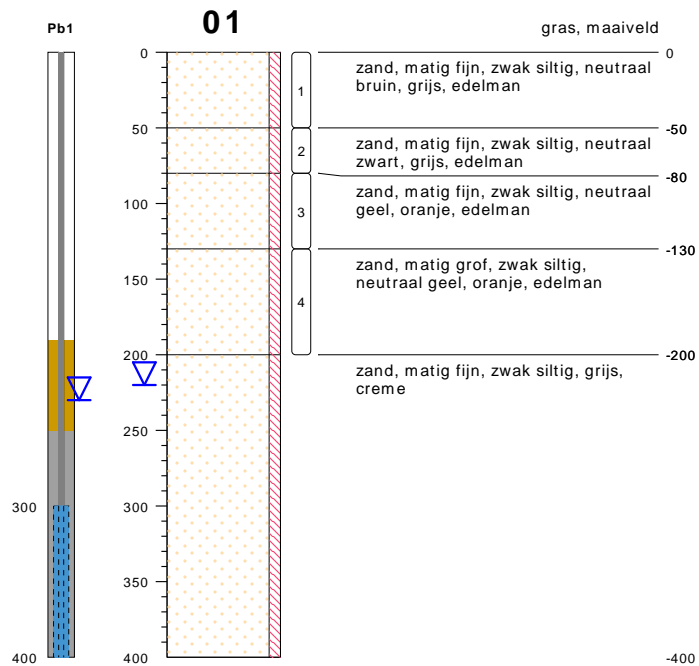 Pb1
01
gras, maaiveld
0
0
zand, matig fijn, zwak siltig, neutraal
bruin, grijs, edelman
1
50
-50
zand, matig fijn, zwak siltig, neutraal
zwart, grijs, edelman
2
-80
zand, matig fijn, zwak siltig, neutraal
geel, oranje, edelman
100
3
-130
zand, matig grof, zwak siltig,
neutraal geel, oranje, edelman
150
4
200
-200
zand, matig fijn, zwak siltig, grijs,
creme
250
300
300
350
400
400
-400